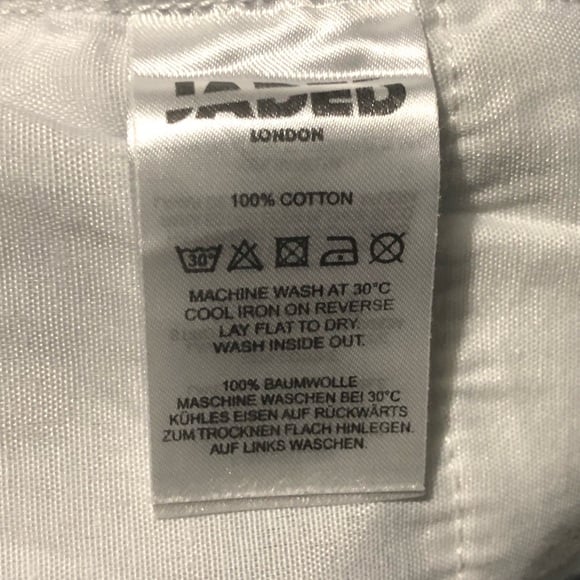 JADED
LONDON
100% COTTON
30°
MACHINE WASH AT 30°C
COOL IRON ON REVERSE
LAY FLAT TO DRY.
WASH INSIDE OUT.
100% BAUMWOLLE
MASCHINE WASCHEN BEI 30°C
KÜHLES EISEN AUF RÜCKWÄRTS
ZUM TROCKNEN FLACH HINLEGEN.
AUF LINKS WASCHEN.